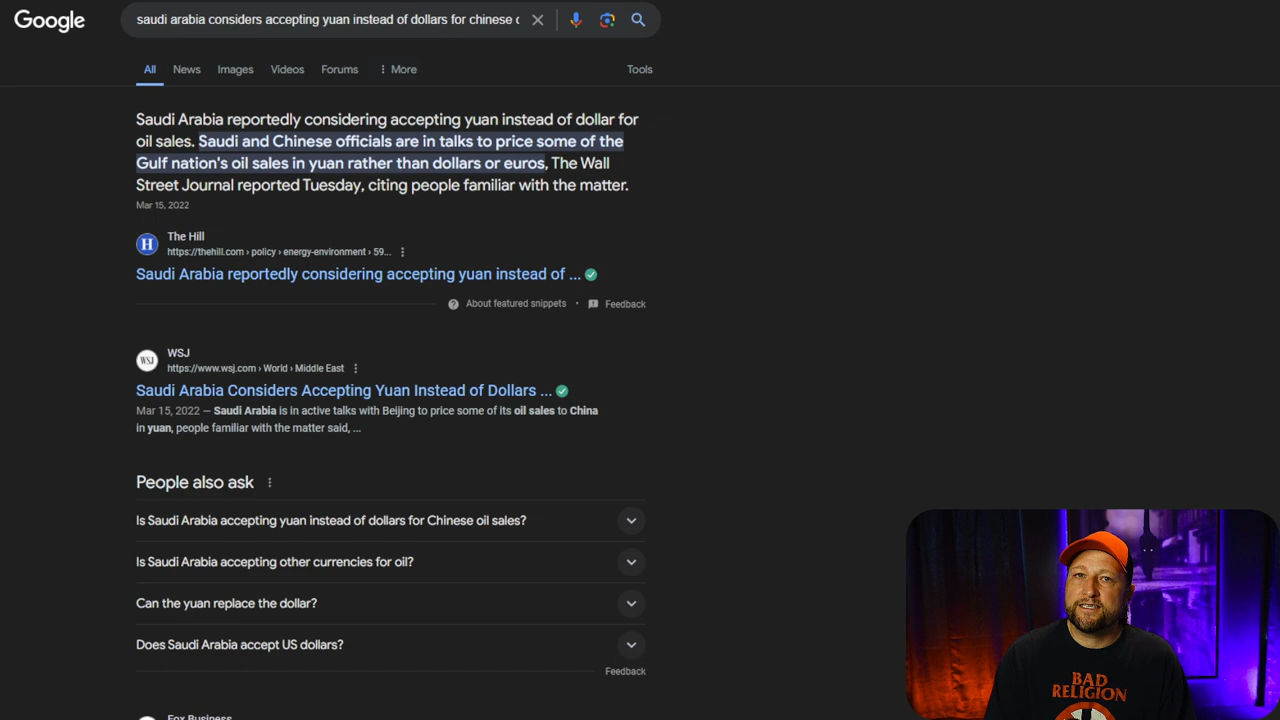 Google
saudi arabia considers accepting yuan instead of dollars for chinese
All News Images Videos Forums More Tools
Saudi Arabia reportedly considering accepting yuan instead of dollar for
oil sales. Saudi and Chinese officials are in talks to price some of the
Gulf nation's oil sales in yuan rather than dollars or euros, The Wall
Street Journal reported Tuesday, citing people familiar with the matter.
Mar 15, 2022
H
The Hill
https://thehill.com › policy › energy-environment › 59...
Saudi Arabia reportedly considering accepting yuan instead of ...
About featured snippets • Feedback
WSJ
WSJ
https://www.wsj.com › World › Middle East
Saudi Arabia Considers Accepting Yuan Instead of Dollars ...
Mar 15, 2022 — Saudi Arabia is in active talks with Beijing to price some of its oil sales to China
in yuan, people familiar with the matter said, ...
People also ask
Is Saudi Arabia accepting yuan instead of dollars for Chinese oil sales?
Is Saudi Arabia accepting other currencies for oil?
Can the yuan replace the dollar?
Does Saudi Arabia accept US dollars?
Feedback
Fox Business
BAD
RELIGION